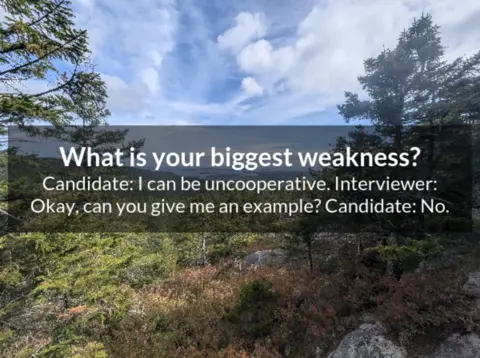 What is your biggest weakness?
Candidate: I can be uncooperative. Interviewer:
Okay, can you give me an example? Candidate: No.